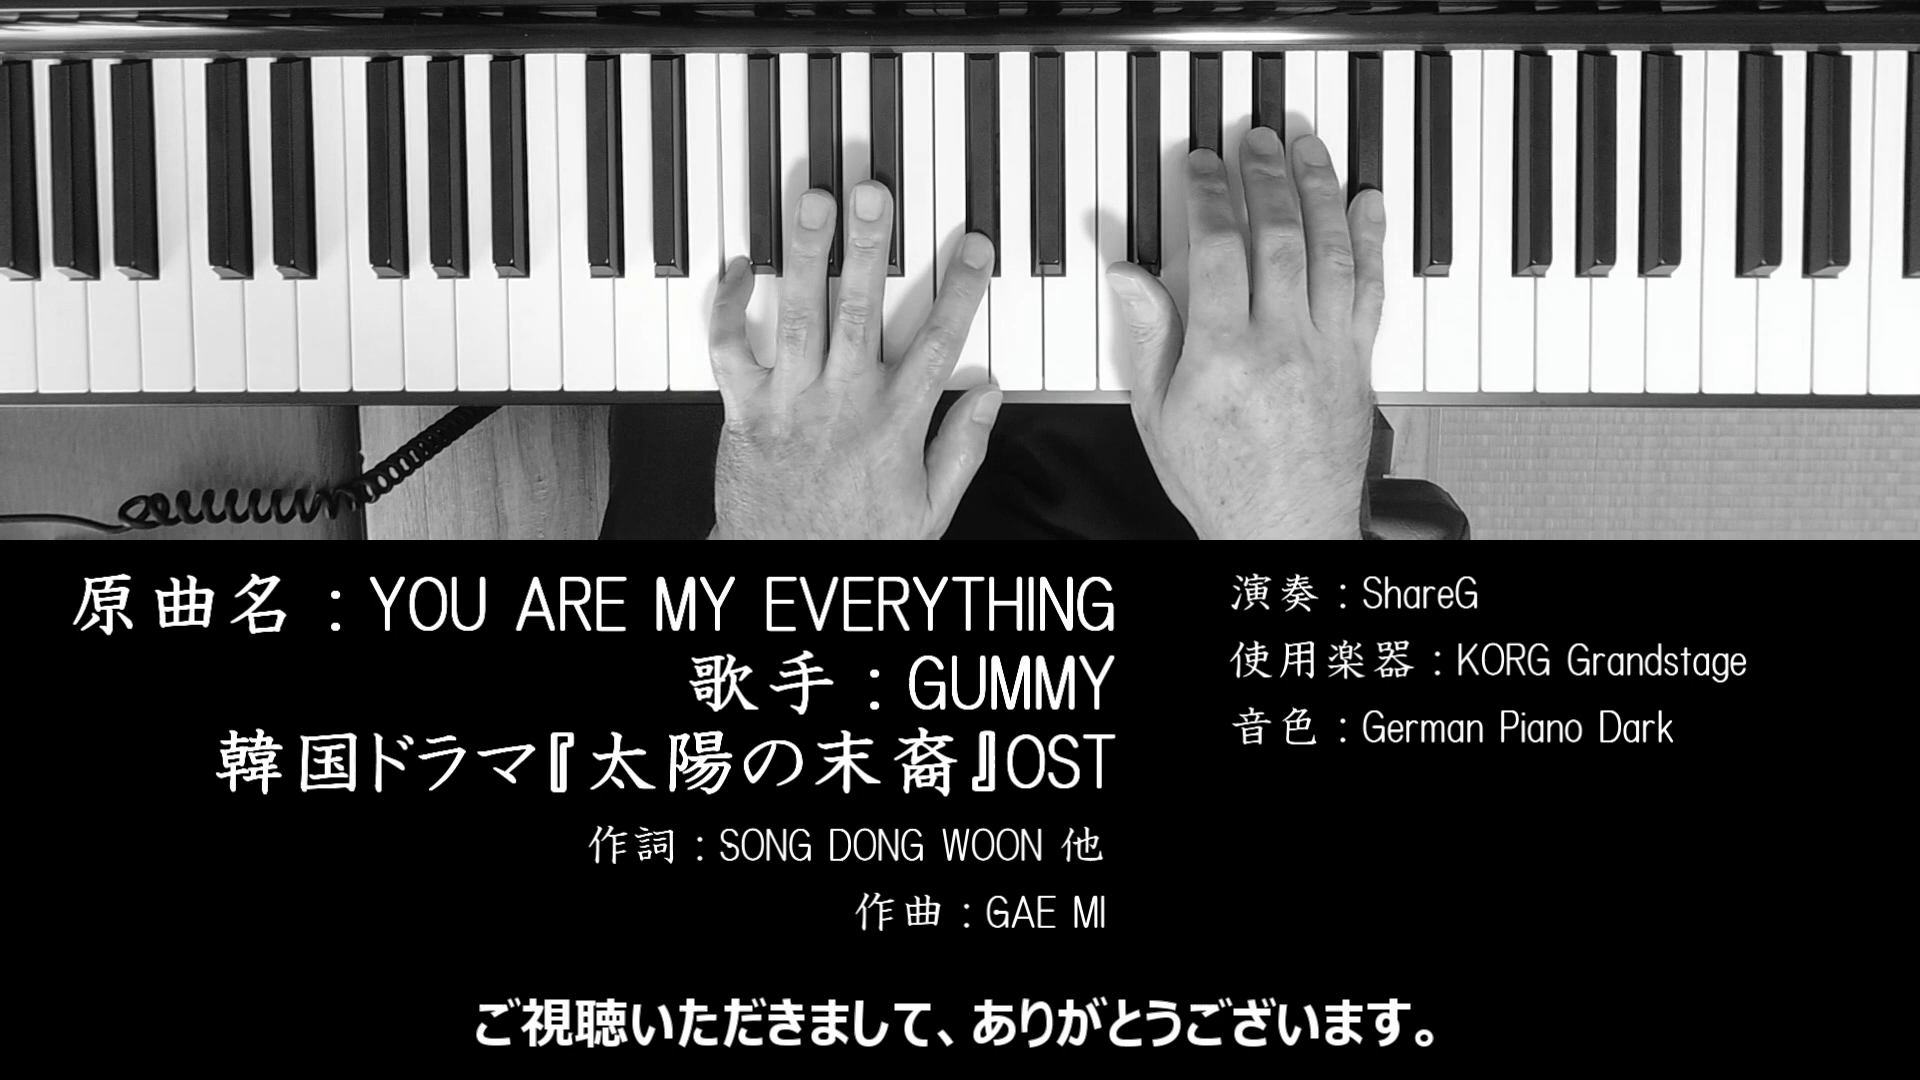 原曲名：YOU ARE MY EVERYTHING
歌手：GUMMY
韓国ドラマ『太陽の末裔』OST
作詞：SONG DONG WOON 他
作曲：GAE MI
演奏：ShareG
使用楽器：KORG Grandstage
音色：German Piano Dark
ご視聴いただきまして、ありがとうございます。